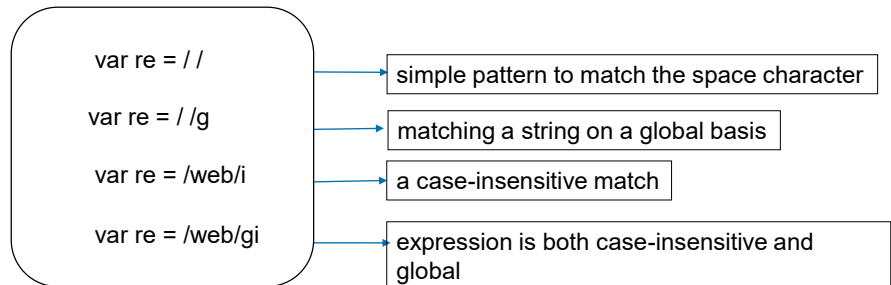 var re = / /
simple pattern to match the space character
var re = / /g
matching a string on a global basis
var re = /web/i
a case-insensitive match
var re = /web/gi
expression is both case-insensitive and
global